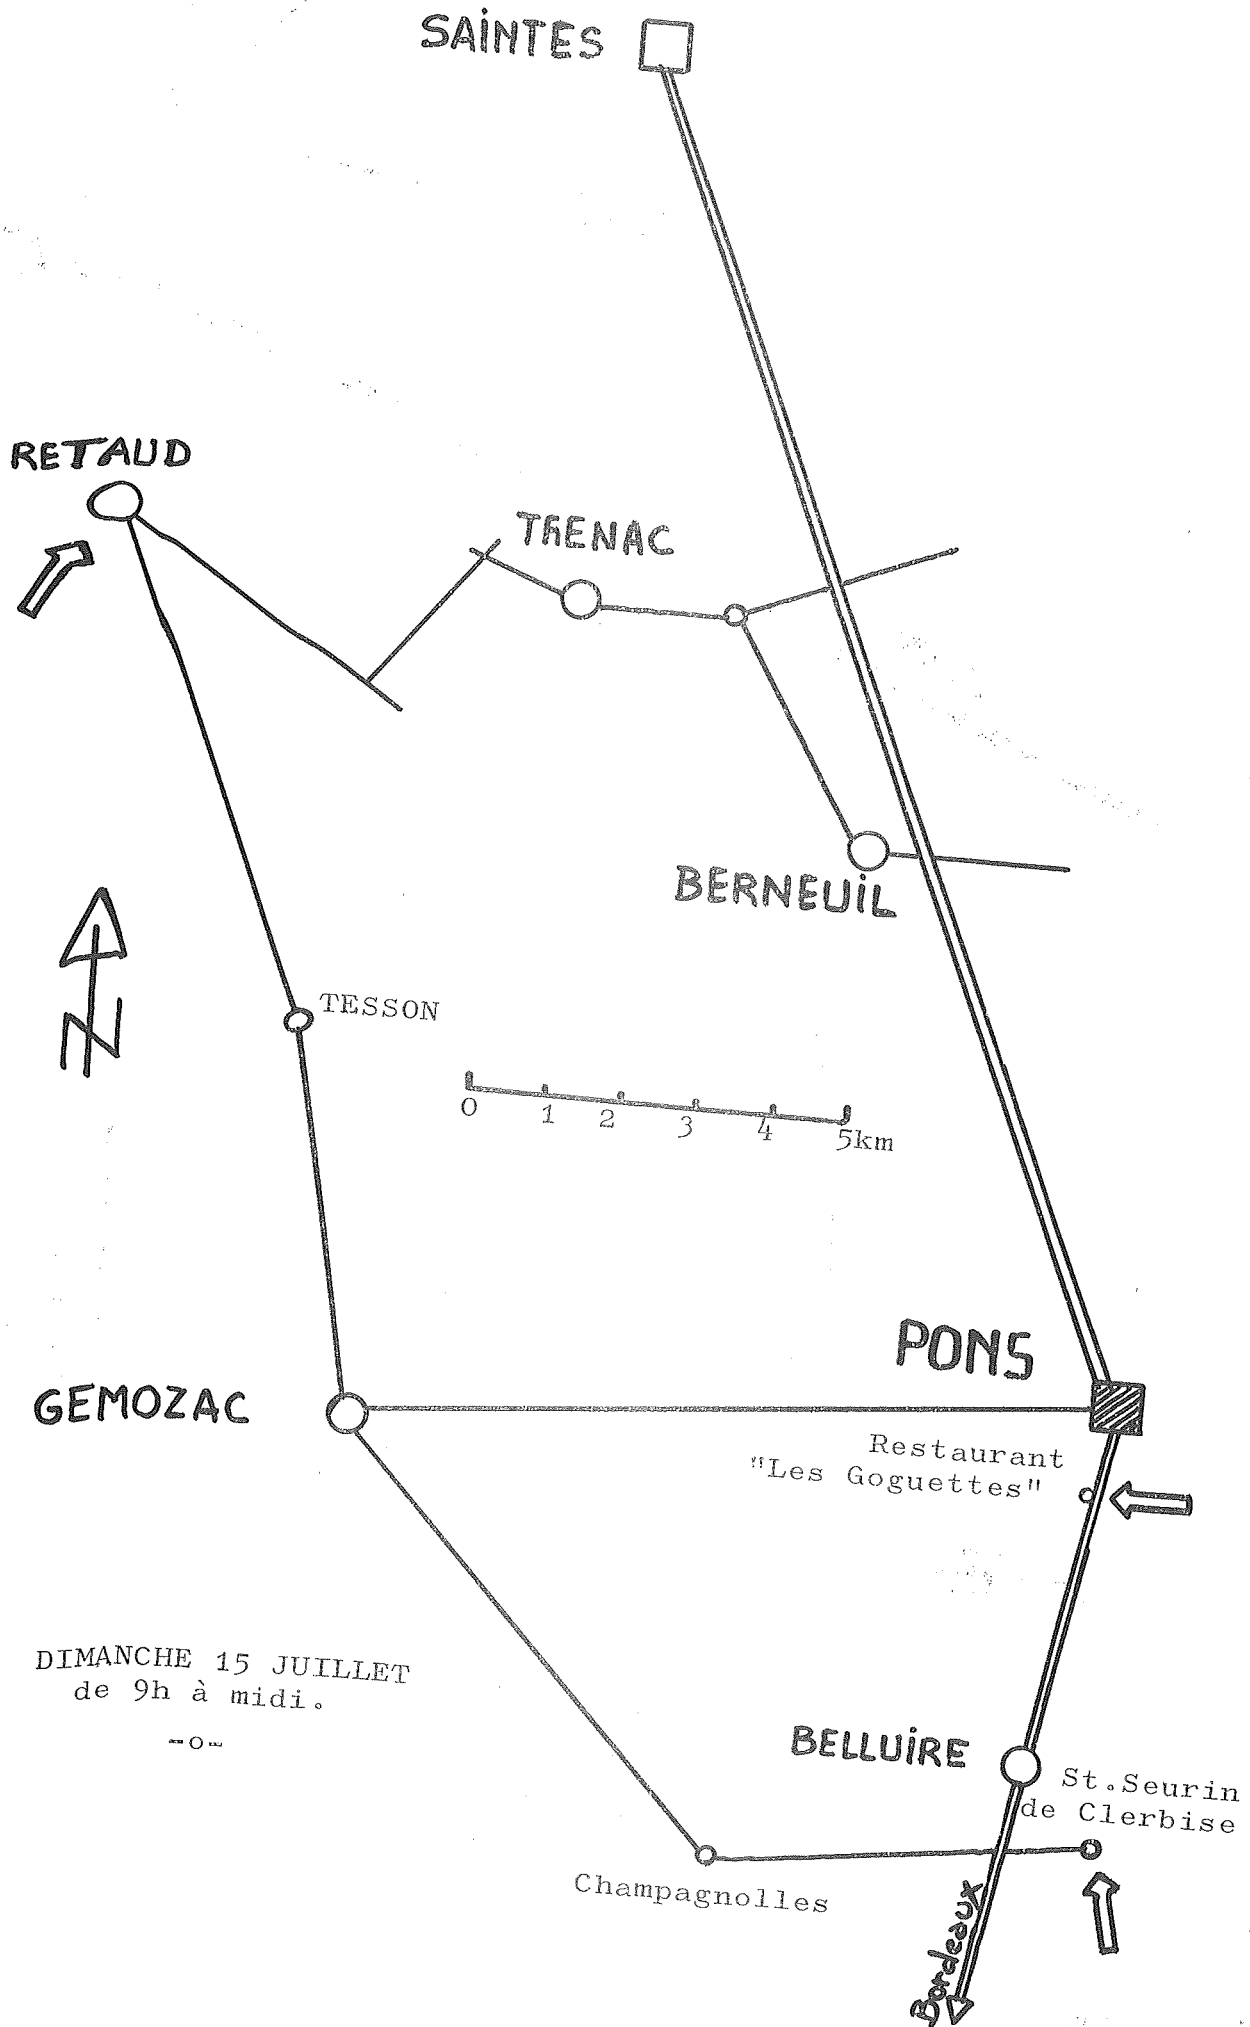 SAINTES
RETAUD
THENAC
BERNEUIL
N
TESSON
0 1 2 3 4 5km
PONS
GEMOZAC
Restaurant
"Les Goguettes"
DIMANCHE 15 JUILLET
de 9h à midi.
-o-
BELLUIRE
St.Seurin
de Clerbise
Champagnolles
Bordeaux